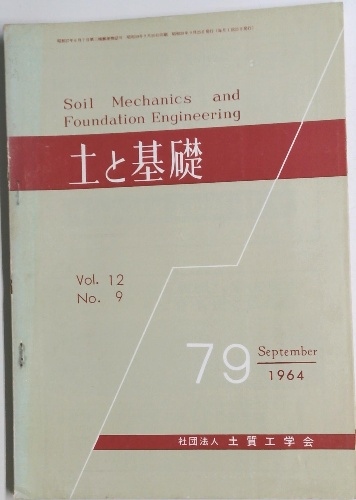 Soil Mechanics and
Foundation Engineering
土と基礎
Vol. 12
No. 9
79
September
1964
社団法人 土質工学会